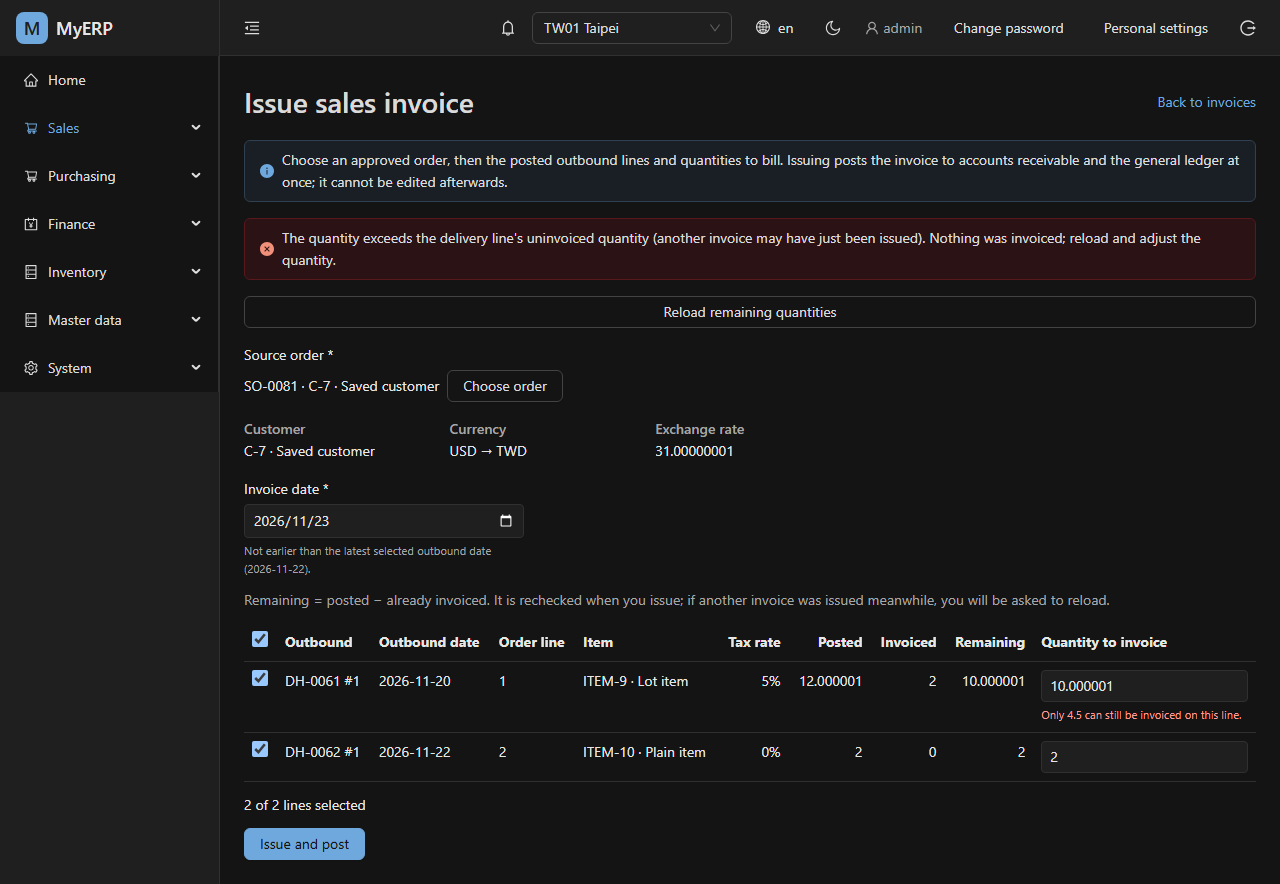 M MyERP
TW01 Taipei
en
admin
Change password
Personal settings
Home
Sales
Purchasing
Finance
Inventory
Master data
System
Issue sales invoice
Back to invoices
Choose an approved order, then the posted outbound lines and quantities to bill. Issuing posts the invoice to accounts receivable and the general ledger at
once; it cannot be edited afterwards.
The quantity exceeds the delivery line's uninvoiced quantity (another invoice may have just been issued). Nothing was invoiced; reload and adjust the
quantity.
Reload remaining quantities
Source order *
SO-0081 · C-7 · Saved customer Choose order
Customer Currency Exchange rate
C-7 · Saved customer USD → TWD 31.00000001
Invoice date *
2026/11/23
Not earlier than the latest selected outbound date
(2026-11-22).
Remaining = posted − already invoiced. It is rechecked when you issue; if another invoice was issued meanwhile, you will be asked to reload.
Outbound Outbound date Order line Item Tax rate Posted Invoiced Remaining Quantity to invoice
DH-0061 #1 2026-11-20 1 ITEM-9 · Lot item 5% 12.000001 2 10.000001 10.000001
Only 4.5 can still be invoiced on this line.
DH-0062 #1 2026-11-22 2 ITEM-10 · Plain item 0% 2 0 2 2
2 of 2 lines selected
Issue and post